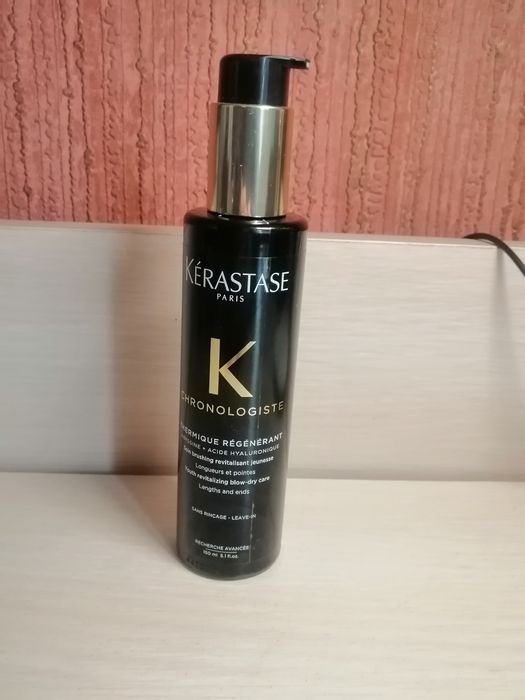 KÉRASTASE
PARIS
K
CHRONOLOGISTE
THERMIQUE RÉGÉNÉRANT
+ ACIDE HYALURONIQUE
Soin brushing revitalisant jeunesse
Longueurs et pointes
Youth revitalizing blow-dry care
Lengths and ends
SANS RINÇAGE - LEAVE-IN
RECHERCHE AVANCÉE
150 ml 5.1 fl.oz.